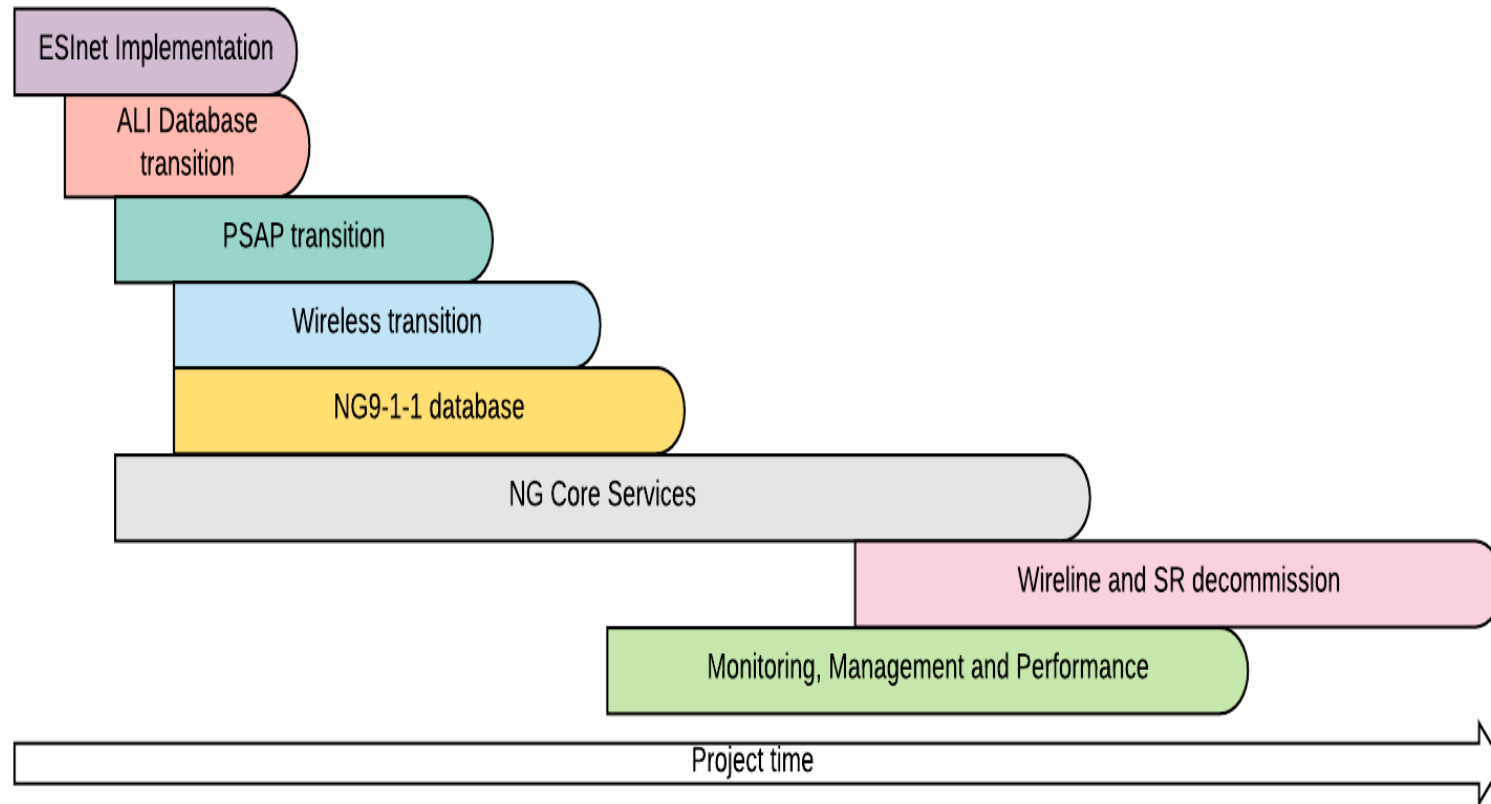 ESInet Implementation
ALI Database
transition
PSAP transition
Wireless transition
NG9-1-1 database
NG Core Services
Wireline and SR decommission
Monitoring, Management and Performance
Project time